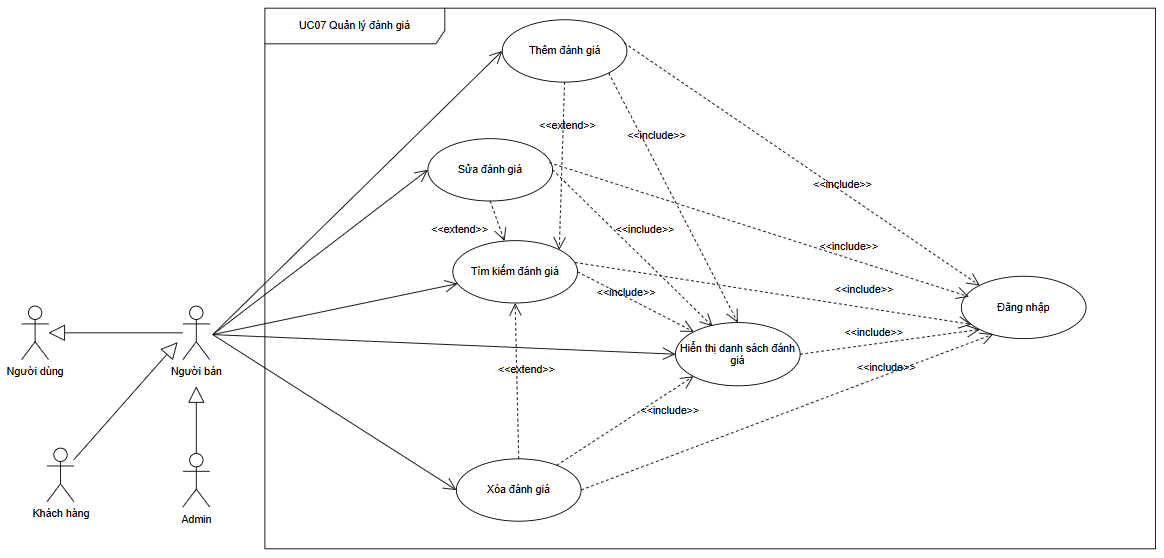 UC07 Quản lý đánh giá
Thêm đánh giá
<<extend>>
<<include>>
Sửa đánh giá
<<include>>
<<extend>>
<<include>>
<<include>>
Tìm kiếm đánh giá
<<include>>
<<include>>
Đăng nhập
<<include>>
Hiển thị danh sách đánh
giá
Người dùng
Người bán
<<extend>>
<<include>>
<<include>>
Xóa đánh giá
Khách hàng
Admin